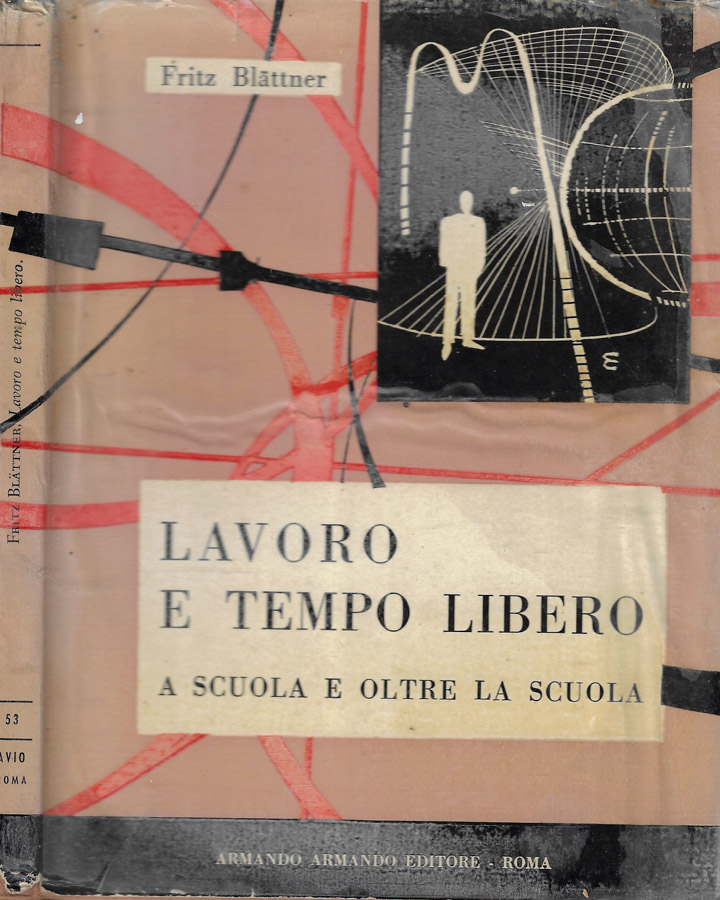 Fritz Blättner
LAVORO
E TEMPO LIBERO
A SCUOLA E OLTRE LA SCUOLA
ARMANDO ARMANDO EDITORE - ROMA
FRITZ BLÄTTNER, Lavoro e tempo libero.
53
AVIO
ROMA